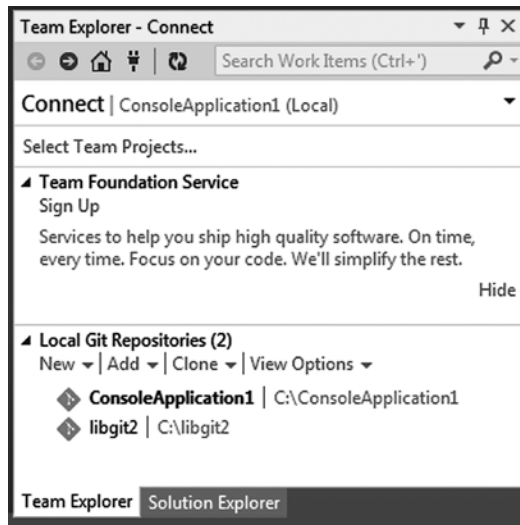 Team Explorer - Connect
Search Work Items (Ctrl+')
Connect | ConsoleApplication1 (Local)
Select Team Projects...
Team Foundation Service
Sign Up
Services to help you ship high quality software. On time,
every time. Focus on your code. We'll simplify the rest.
Hide
Local Git Repositories (2)
New | Add | Clone | View Options
ConsoleApplication1 | C:\ConsoleApplication1
libgit2 | C:\libgit2
Team Explorer Solution Explorer